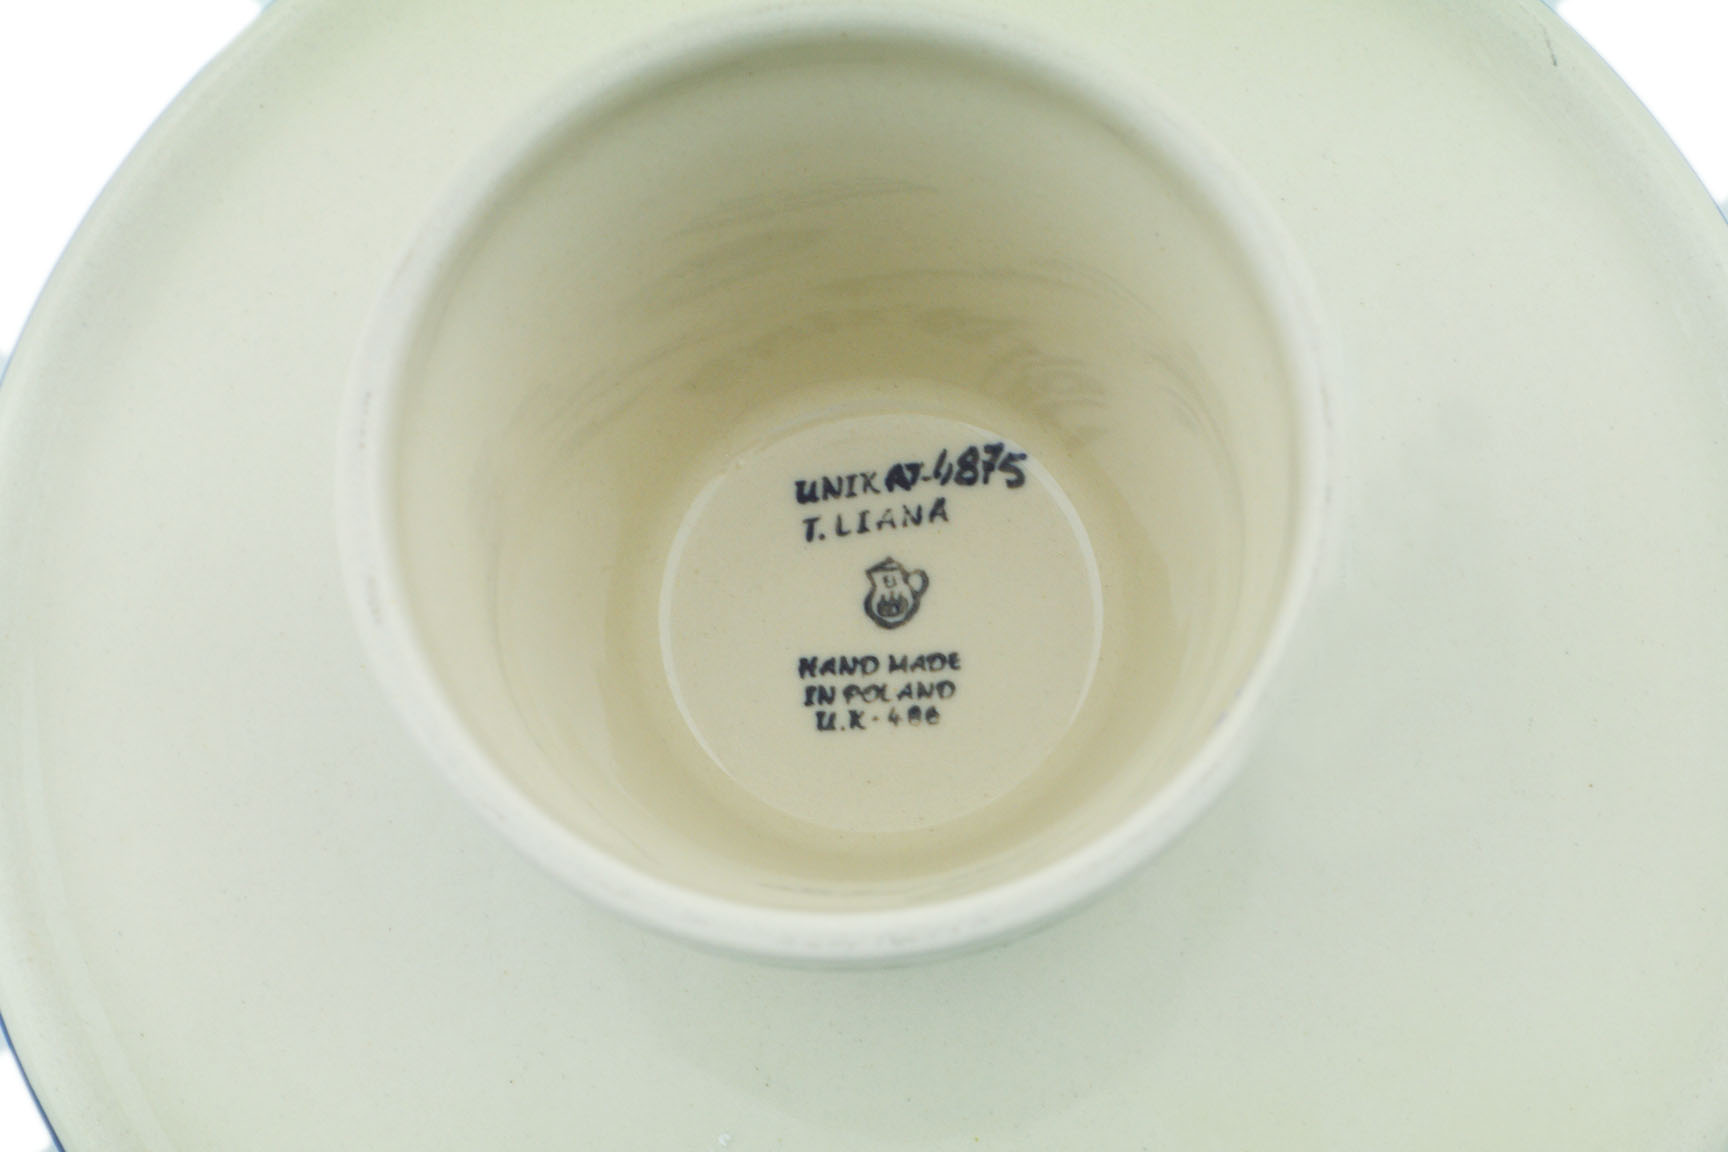 UNIKAT-4875
T. LIANA
HAND MADE
IN POLAND
U.K-486